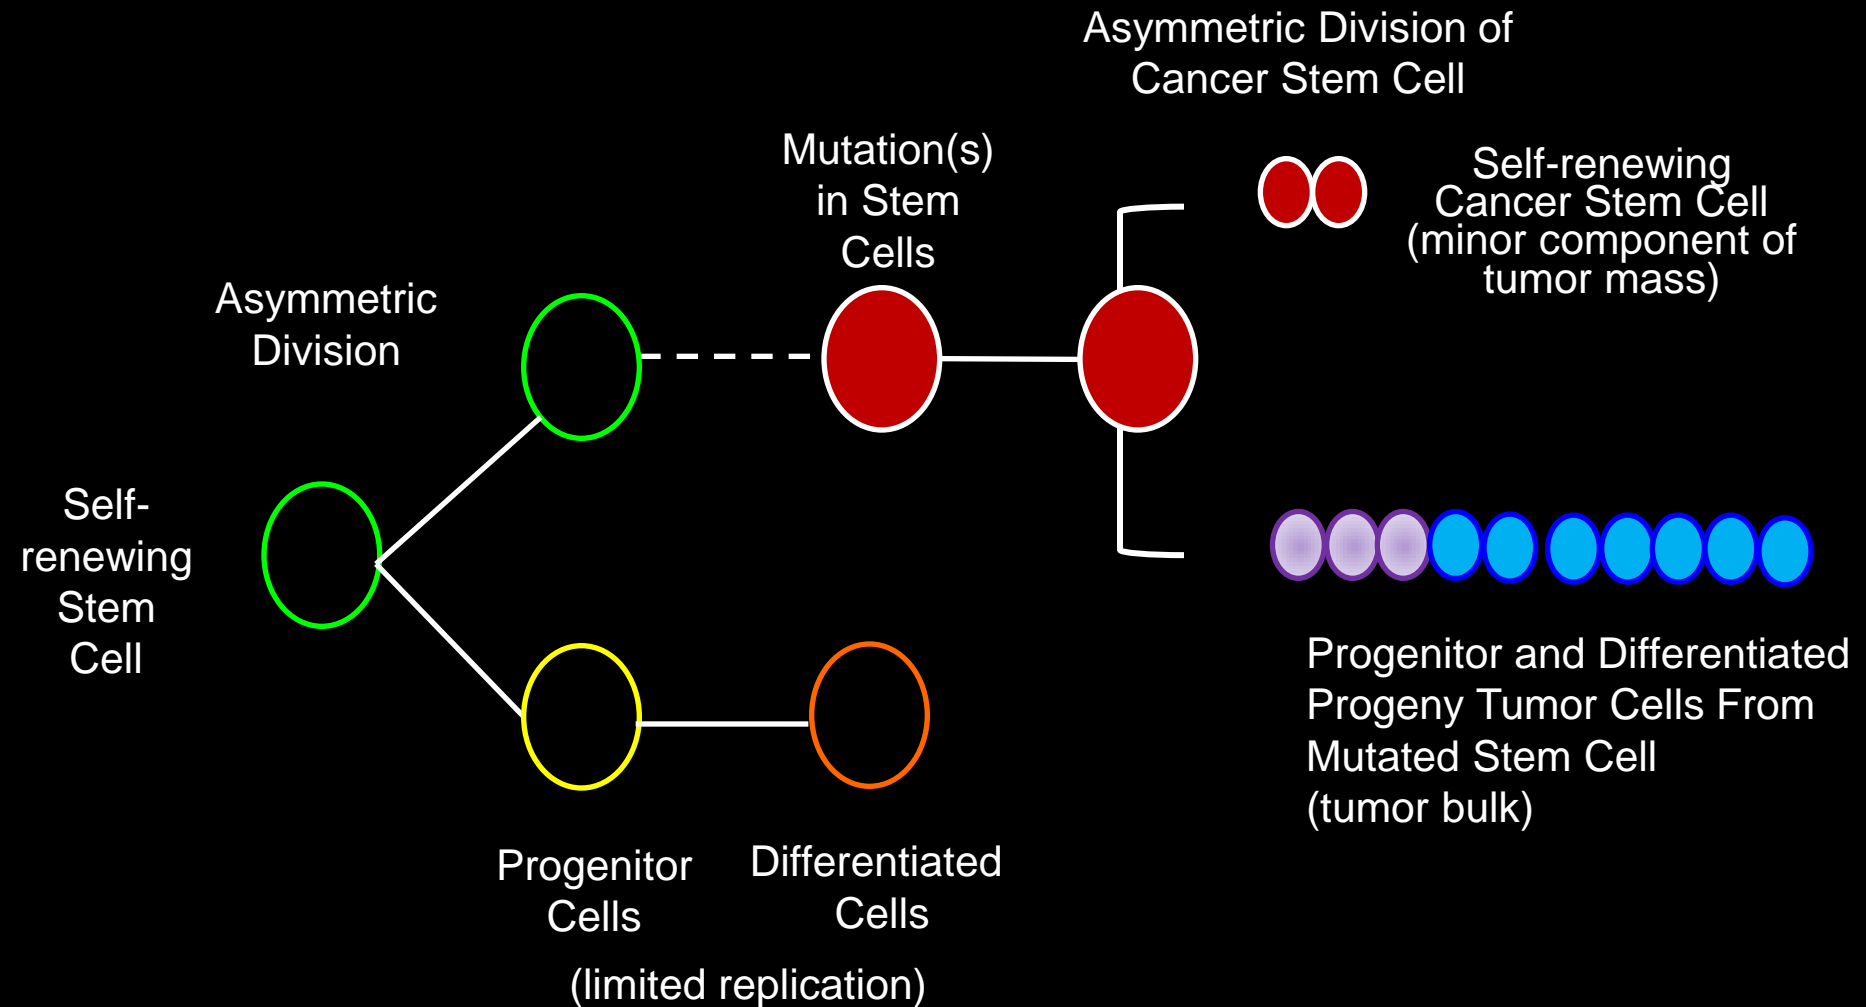 Asymmetric Division of
Cancer Stem Cell
Mutation(s)
in Stem
Cells
Self-renewing
Cancer Stem Cell
(minor component of
tumor mass)
Asymmetric
Division
Self-
renewing
Stem
Cell
Progenitor and Differentiated
Progeny Tumor Cells From
Mutated Stem Cell
(tumor bulk)
Progenitor
Cells
Differentiated
Cells
(limited replication)